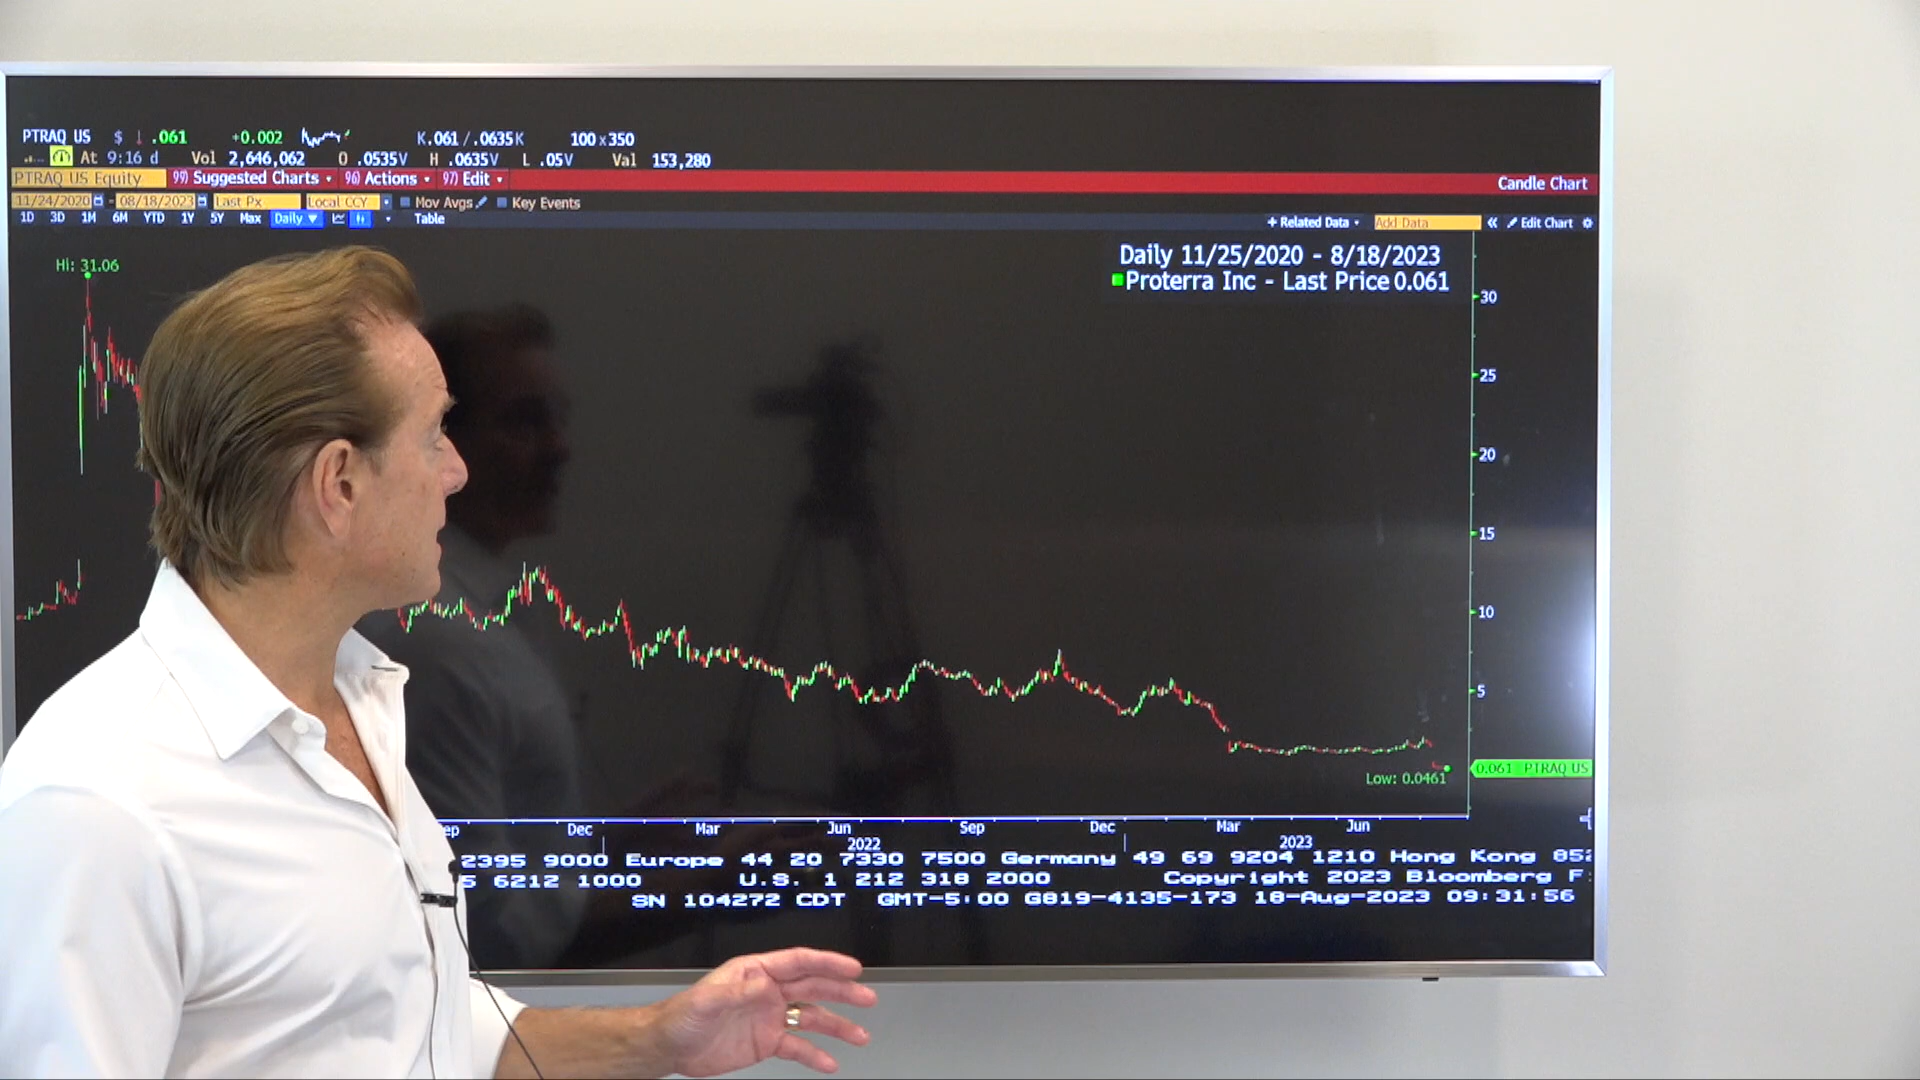 PTRAQ US $ ↓ .061 +0.002 K.061 / .0635K 100 x 350
At 9:16 d Vol 2,646,062 O .0535V H .0635V L .05V Val 153,280
PTRAQ US Equity 99) Suggested Charts 96) Actions 97) Edit Candle Chart
11/24/2020 - 08/18/2023 Last Px Local CCY Mov Avgs Key Events
1D 3D 1M 6M YTD 1Y 5Y Max Daily ▼ Table + Related Data Add Data « Edit Chart
Daily 11/25/2020 - 8/18/2023
Proterra Inc - Last Price 0.061
Hi: 31.06
30
25
20
15
10
5
0.061 PTRAQ US
Low: 0.0461
ep Dec Mar Jun Sep Dec Mar Jun
2022 2023
2395 9000 Europe 44 20 7330 7500 Germany 49 69 9204 1210 Hong Kong 852
5 6212 1000 U.S. 1 212 318 2000 Copyright 2023 Bloomberg F
SN 104272 CDT GMT-5:00 G819-4135-173 18-Aug-2023 09:31:56